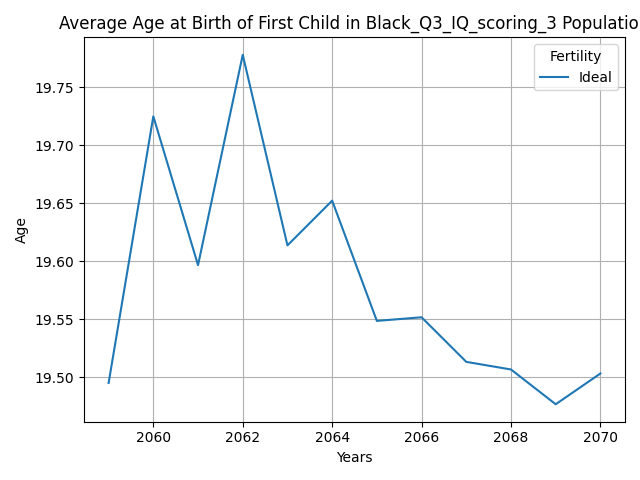 Average Age at Birth of First Child in Black_Q3_IQ_scoring_3 Populatio
Fertility
Ideal
19.75
19.70
19.65
19.60
19.55
19.50
Age
2060 2062 2064 2066 2068 2070
Years